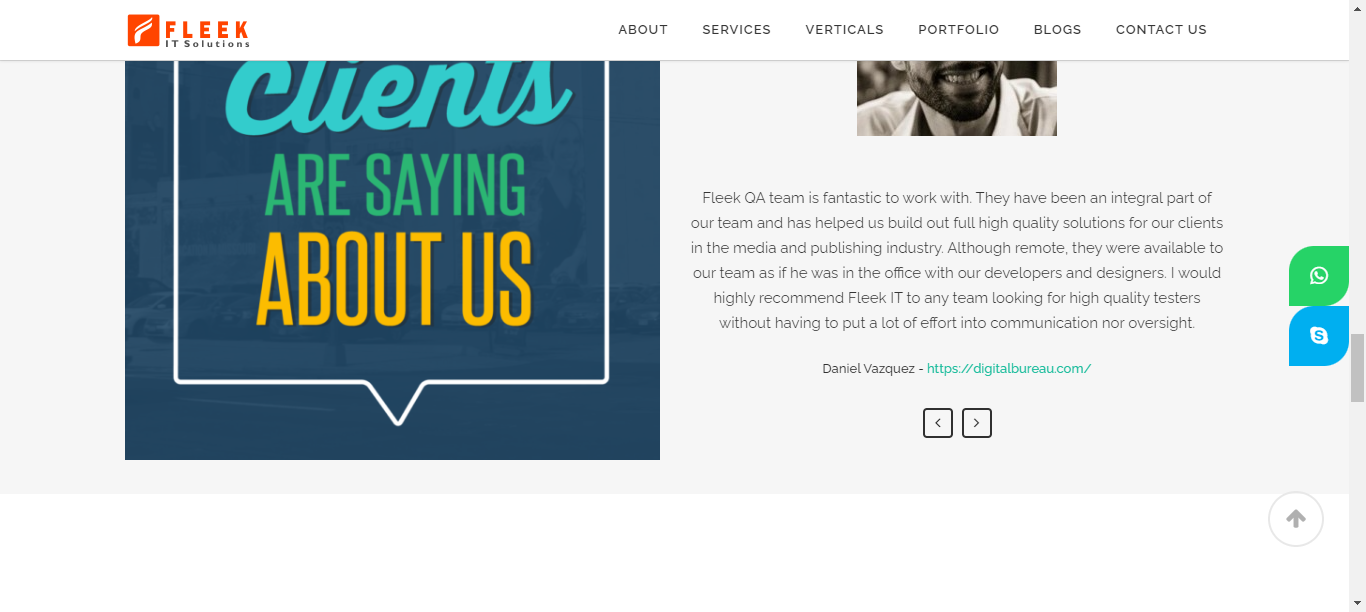 FLEEK
IT Solutions
ABOUT
SERVICES
VERTICALS
PORTFOLIO
BLOGS
CONTACT US
Clients
ARE SAYING
ABOUT US
Fleek QA team is fantastic to work with. They have been an integral part of
our team and has helped us build out full high quality solutions for our clients
in the media and publishing industry. Although remote, they were available to
our team as if he was in the office with our developers and designers. I would
highly recommend Fleek IT to any team looking for high quality testers
without having to put a lot of effort into communication nor oversight.
Daniel Vazquez - https://digitalbureau.com/